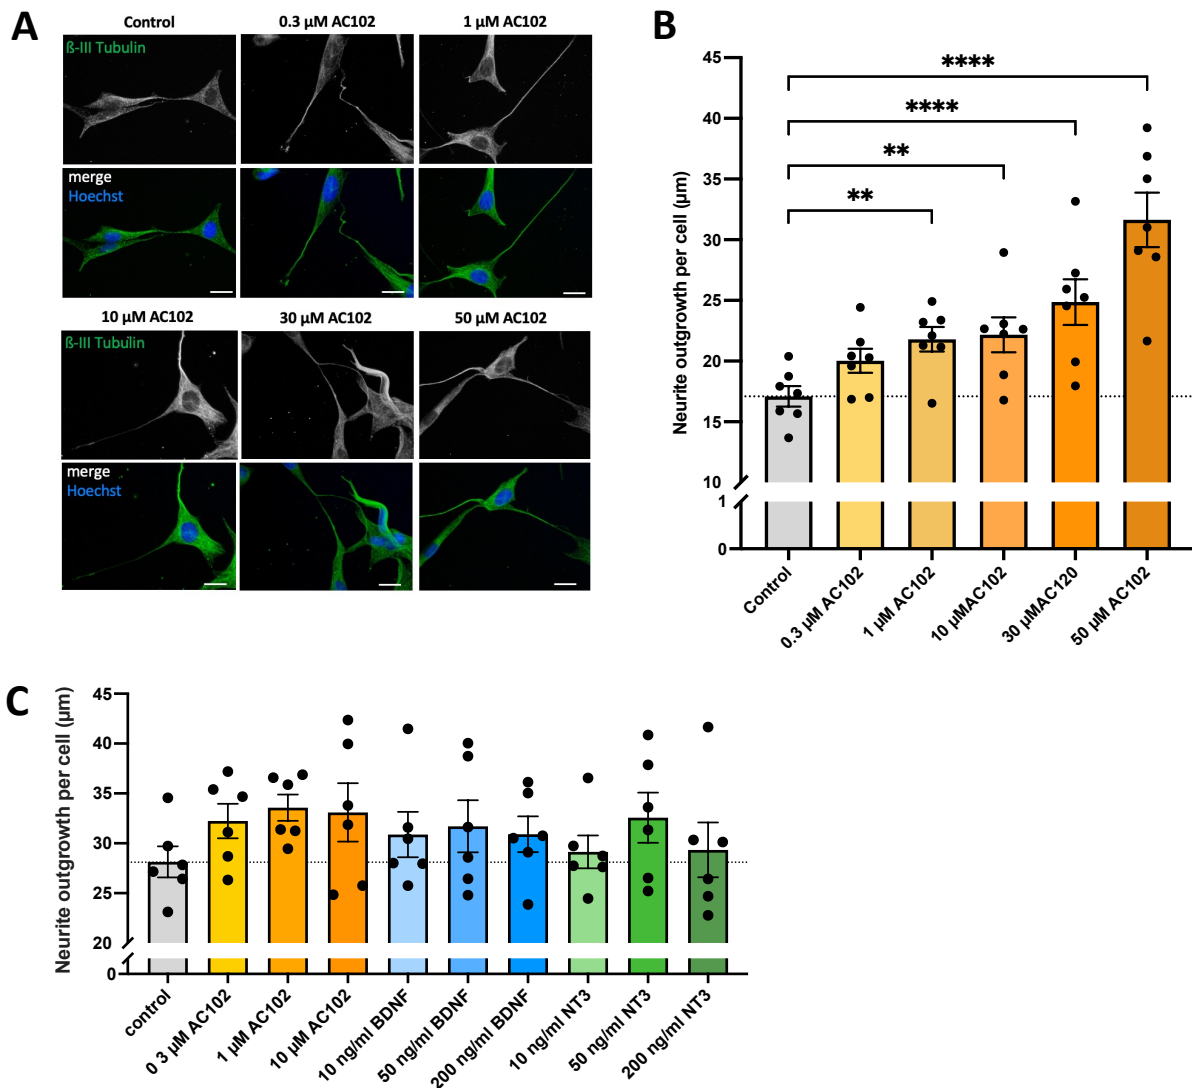 A
Control
0.3 µM AC102
1 µM AC102
ß-III Tubulin
merge
Hoechst
10 µM AC102
30 µM AC102
50 µM AC102
ß-III Tubulin
merge
Hoechst
B
Neurite outgrowth per cell (µm)
45
40
35
30
25
20
15
10
1
0
****
****
**
**
Control
0.3 µM AC102
1 µM AC102
10 µMAC102
30 µMAC120
50 µM AC102
C
Neurite outgrowth per cell (µm)
45
40
35
30
25
20
0
control
0 3 µM AC102
1 µM AC102
10 µM AC102
10 ng/ml BDNF
50 ng/ml BDNF
200 ng/ml BDNF
10 ng/ml NT3
50 ng/ml NT3
200 ng/ml NT3